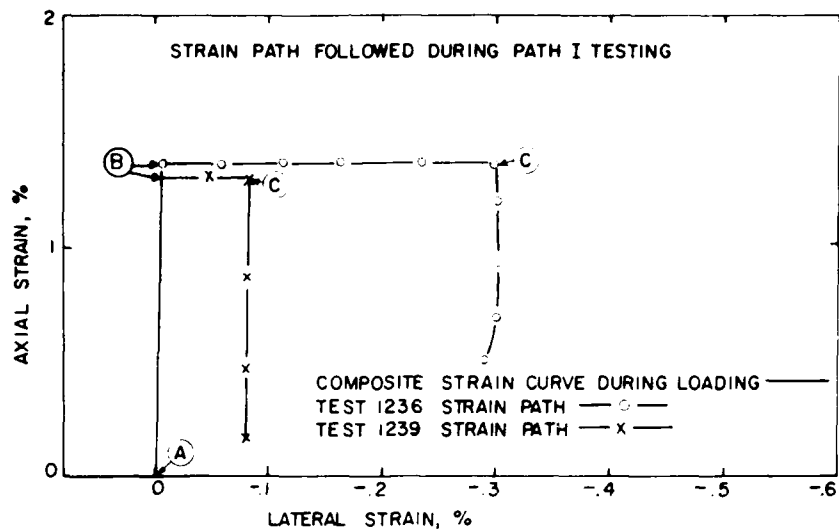 2
STRAIN PATH FOLLOWED DURING PATH I TESTING
B
C
C
1
AXIAL STRAIN, %
COMPOSITE STRAIN CURVE DURING LOADING
TEST 1236 STRAIN PATH
TEST 1239 STRAIN PATH
A
0
0 -.1 -.2 -.3 -.4 -.5 -.6
LATERAL STRAIN, %